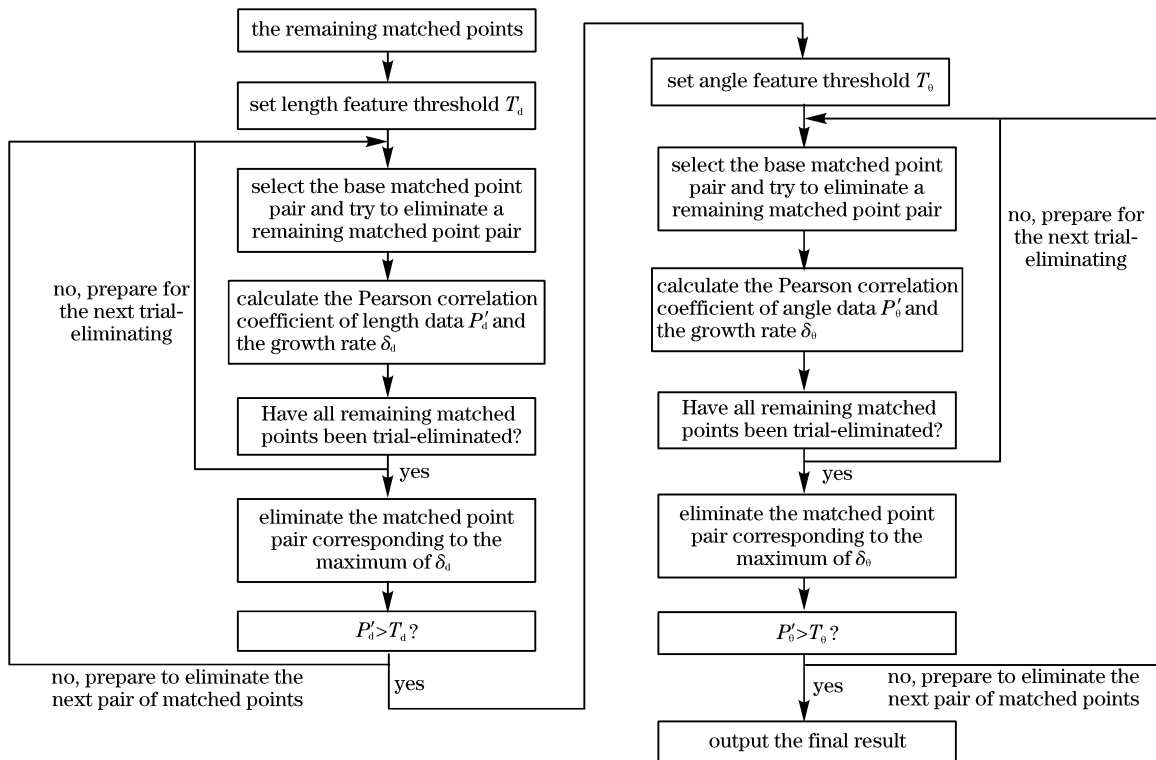 the remaining matched points
set length feature threshold T_d
select the base matched point
pair and try to eliminate a
remaining matched point pair
no, prepare for
the next trial-
eliminating
calculate the Pearson correlation
coefficient of length data P′_d and
the growth rate δ_d
Have all remaining matched
points been trial-eliminated?
yes
eliminate the matched point
pair corresponding to the
maximum of δ_d
P′_d>T_d?
no, prepare to eliminate the
next pair of matched points
yes
set angle feature threshold T_θ
select the base matched point
pair and try to eliminate a
remaining matched point pair
no, prepare for
the next trial-
eliminating
calculate the Pearson correlation
coefficient of angle data P′_θ and
the growth rate δ_θ
Have all remaining matched
points been trial-eliminated?
yes
eliminate the matched point
pair corresponding to the
maximum of δ_θ
P′_θ>T_θ?
no, prepare to eliminate the
next pair of matched points
yes
output the final result